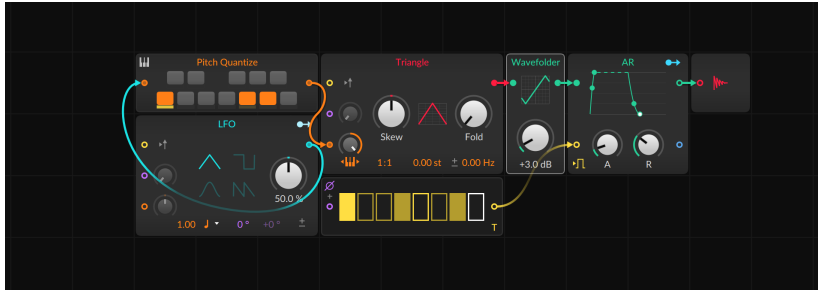 Pitch Quantize
Triangle
Wavefolder
AR
LFO
Skew
Fold
1:1
0.00 st
± 0.00 Hz
+3.0 dB
A
R
50.0 %
1.00
0 °
+0 °
±
+
T